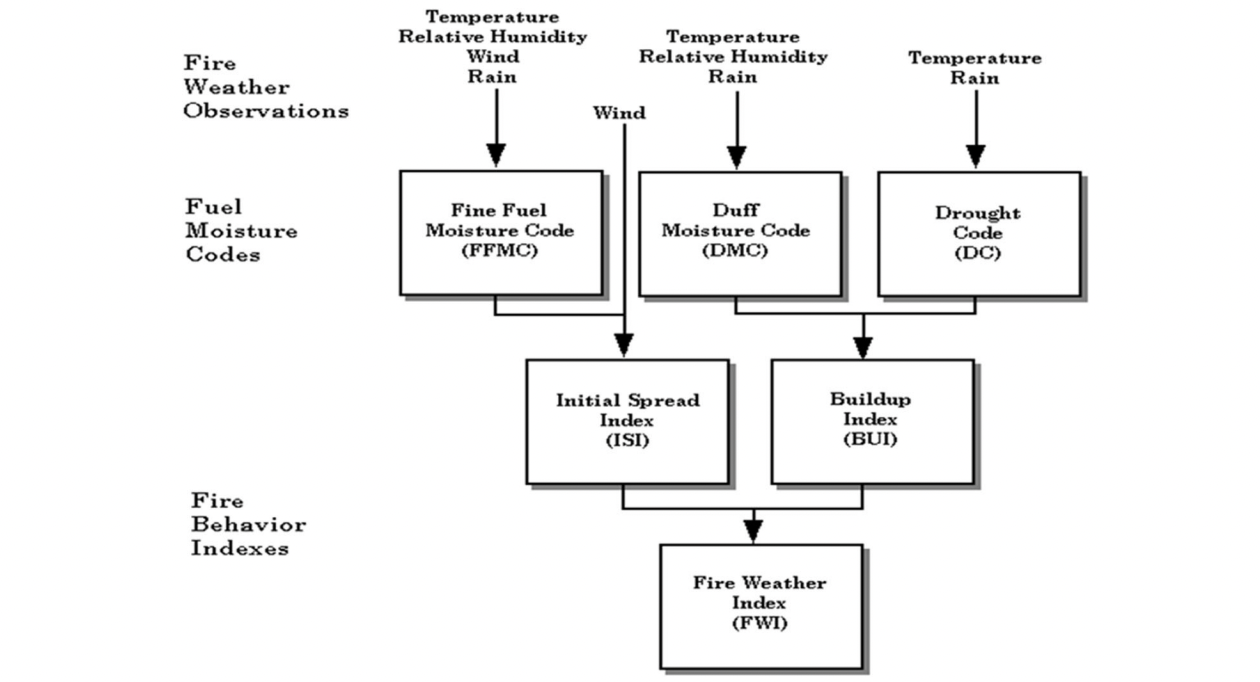 Fire
Weather
Observations
Temperature
Relative Humidity
Wind
Rain
Wind
Temperature
Relative Humidity
Rain
Temperature
Rain
Fuel
Moisture
Codes
Fine Fuel
Moisture Code
(FFMC)
Duff
Moisture Code
(DMC)
Drought
Code
(DC)
Fire
Behavior
Indexes
Initial Spread
Index
(ISI)
Buildup
Index
(BUI)
Fire Weather
Index
(FWI)